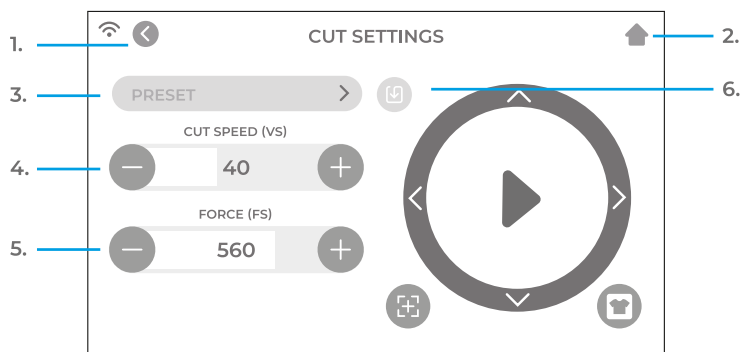 1.
CUT SETTINGS
2.
3.
PRESET
6.
CUT SPEED (VS)
4.
40
FORCE (FS)
5.
560